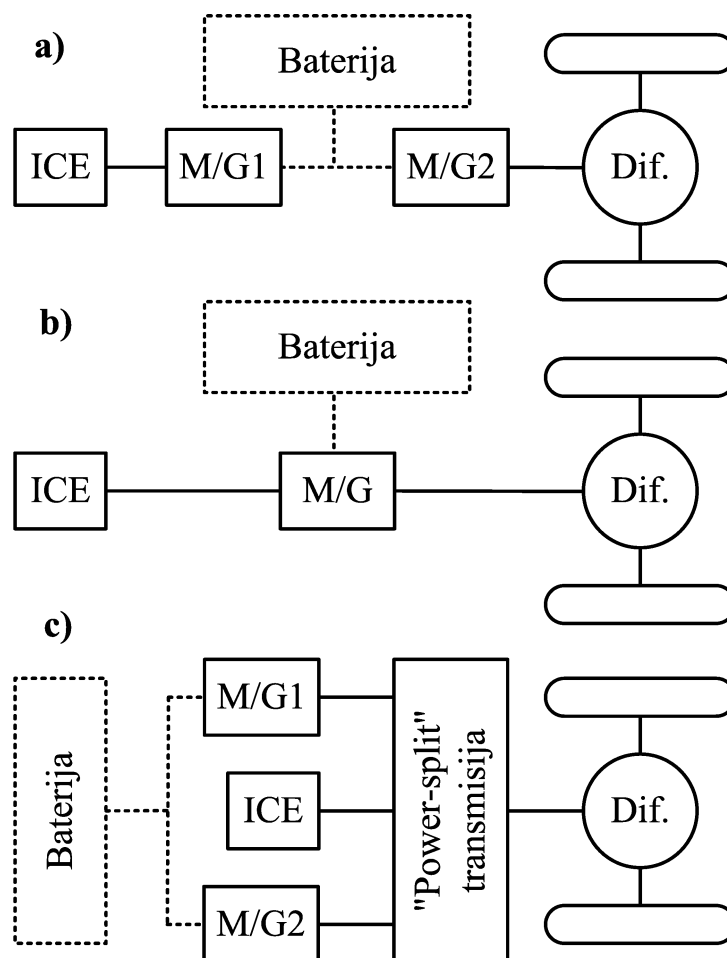 a)
Baterija
ICE
M/G1
M/G2
Dif.
b)
Baterija
ICE
M/G
Dif.
c)
Baterija
M/G1
ICE
M/G2
"Power-split"
transmisija
Dif.